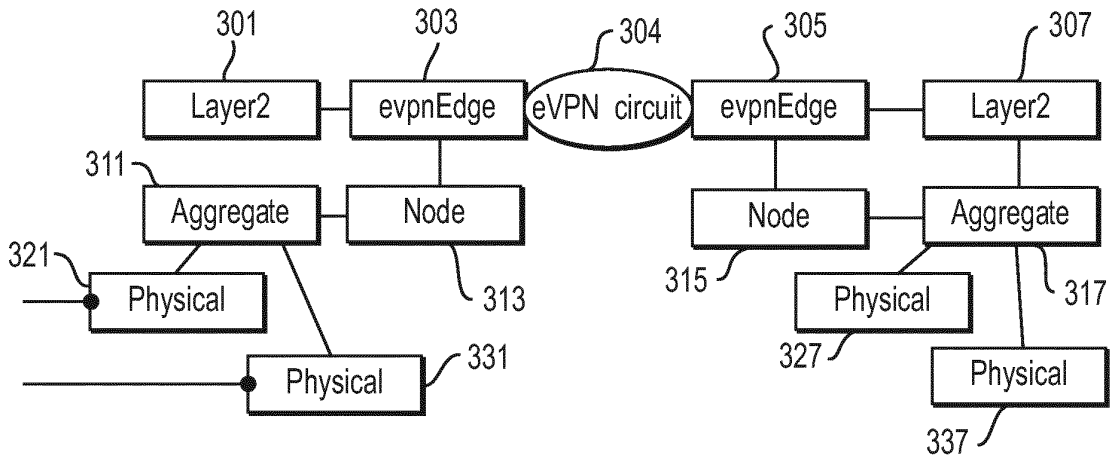 301 303 304 305 307
Layer2 evpnEdge eVPN circuit evpnEdge Layer2
311
Aggregate Node Node Aggregate
321
Physical 313 315 Physical 317
331 327
Physical Physical
337